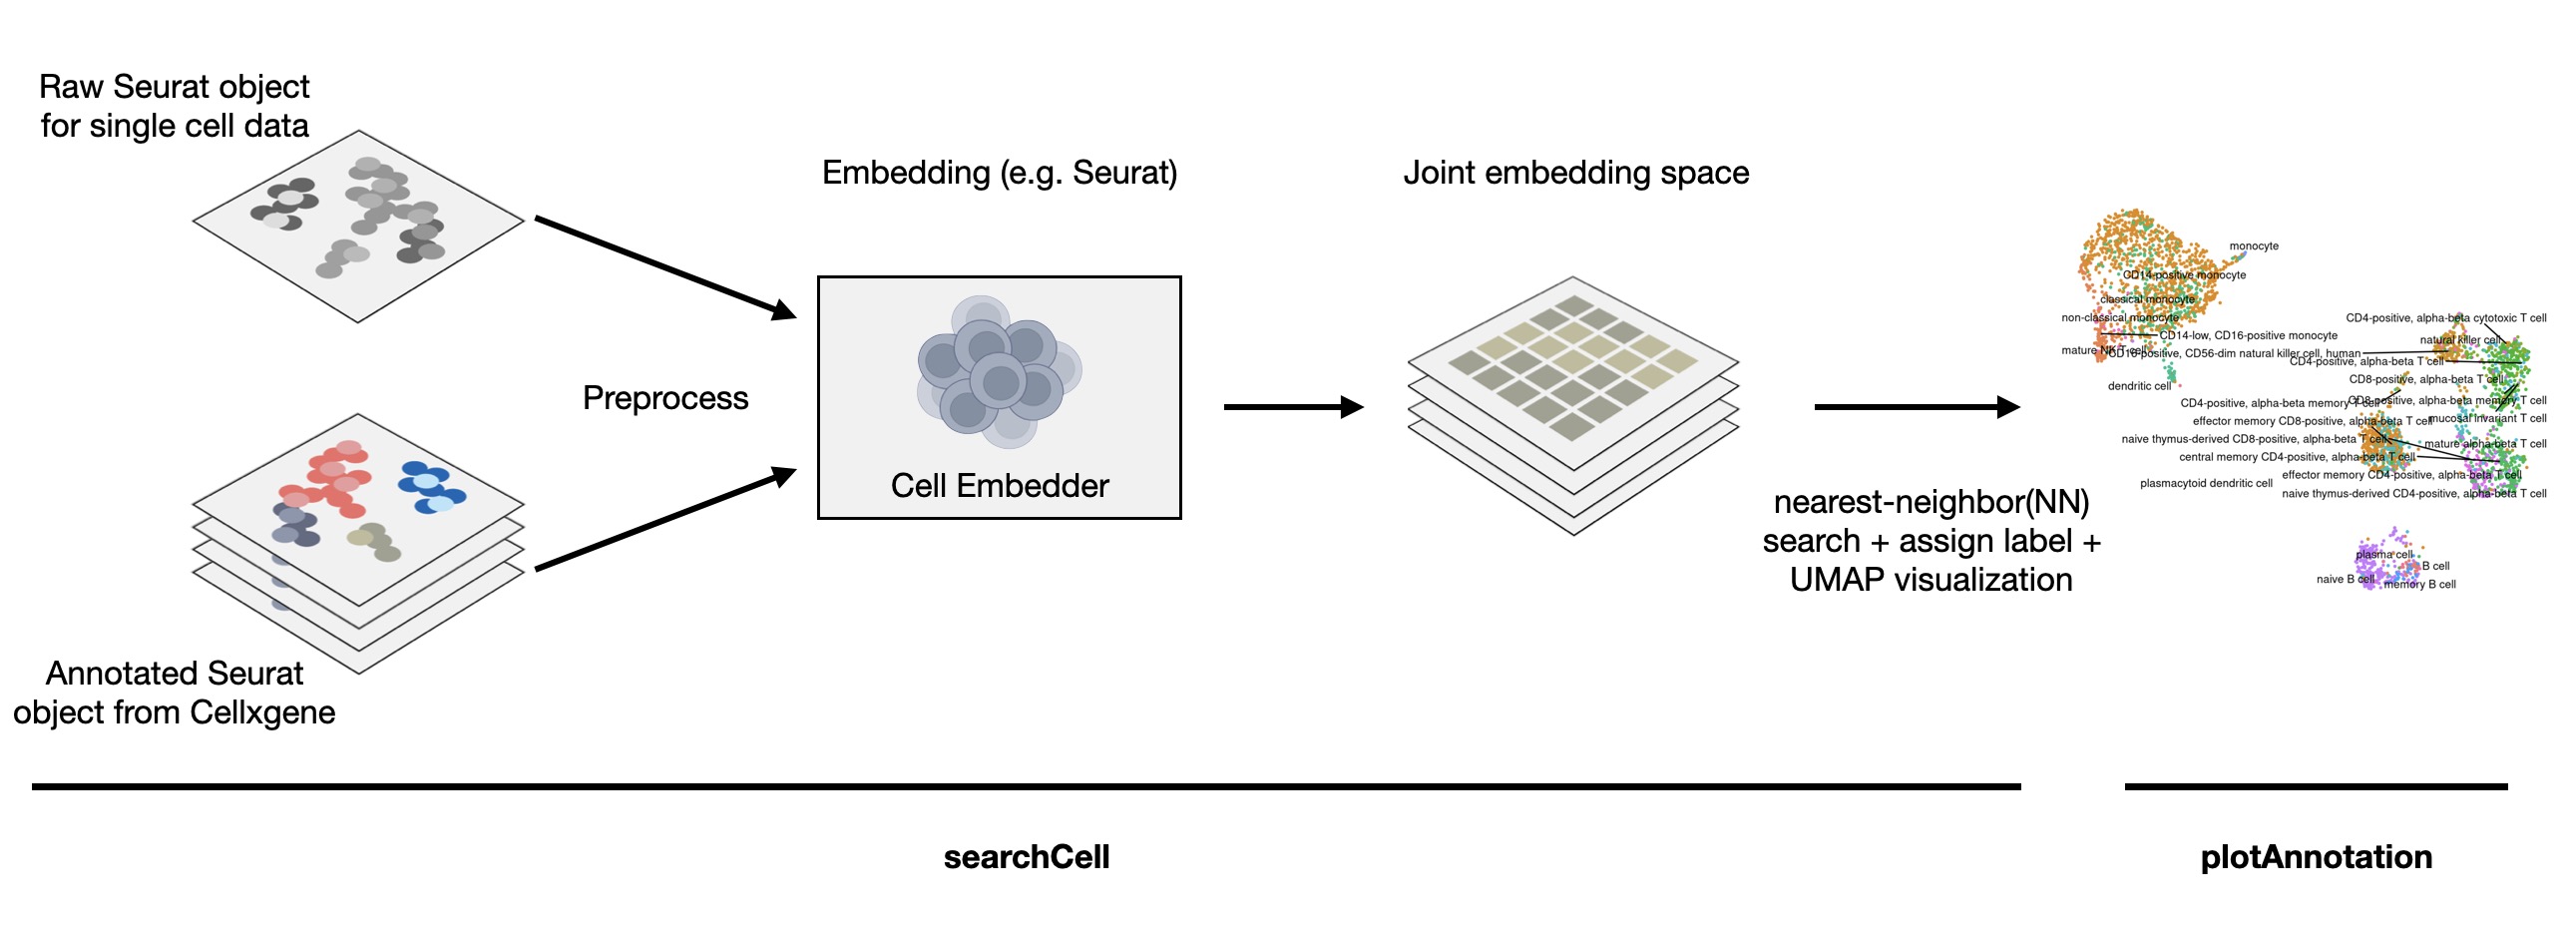 Raw Seurat object
for single cell data
Embedding (e.g. Seurat)
Joint embedding space
Preprocess
Cell Embedder
Annotated Seurat
object from Cellxgene
nearest-neighbor(NN)
search + assign label +
UMAP visualization
monocyte
CD14-positive monocyte
classical monocyte
non-classical monocyte
CD14-low, CD16-positive monocyte
mature NK T cell
CD16-positive, CD56-dim natural killer cell, human
dendritic cell
CD4-positive, alpha-beta cytotoxic T cell
natural killer cell
CD4-positive, alpha-beta T cell
CD8-positive, alpha-beta T cell
CD4-positive, alpha-beta memory T cell
CD8-positive, alpha-beta memory T cell
effector memory CD8-positive, alpha-beta T cell
mucosal invariant T cell
naive thymus-derived CD8-positive, alpha-beta T cell
mature alpha-beta T cell
central memory CD4-positive, alpha-beta T cell
effector memory CD4-positive, alpha-beta T cell
plasmacytoid dendritic cell
naive thymus-derived CD4-positive, alpha-beta T cell
plasma cell
B cell
naive B cell
memory B cell
searchCell
plotAnnotation